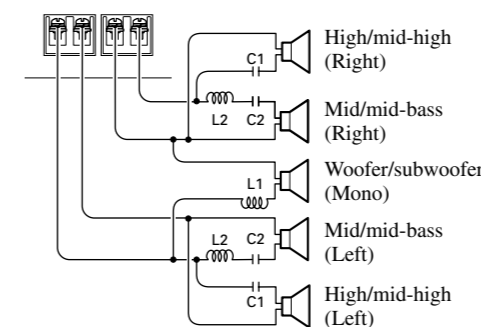 High/mid-high
(Right)
C1
Mid/mid-bass
(Right)
L2
C2
Woofer/subwoofer
(Mono)
L1
Mid/mid-bass
(Left)
L2
C2
High/mid-high
(Left)
C1